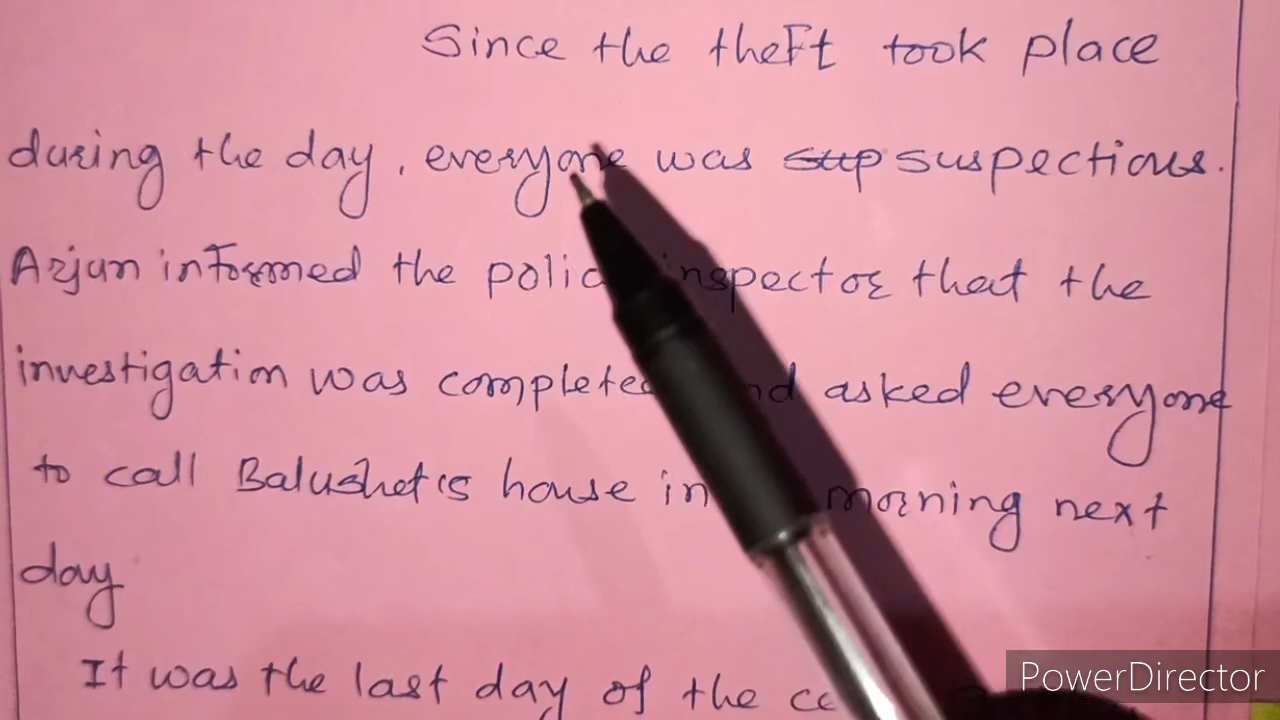 Since the theft took place
during the day, everyone was sup suspections.
Arjun informed the police inspector that the
investigation was completed and asked everyone
to call Balushet's house in morning next
day
It was the last day of the
PowerDirector